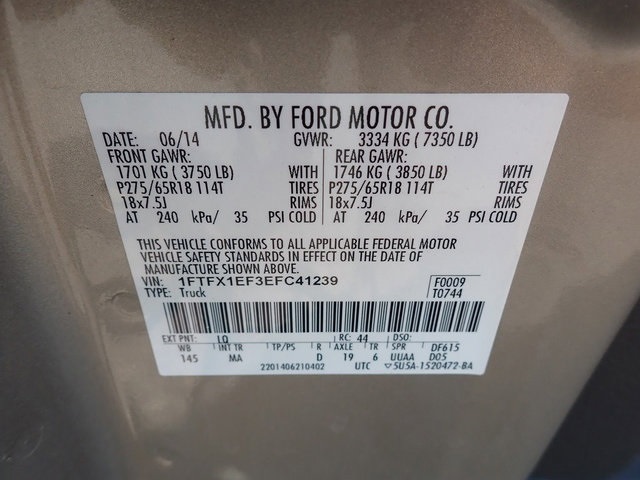 MFD. BY FORD MOTOR CO.
DATE: 06/14 GVWR: 3334 KG ( 7350 LB)
FRONT GAWR: REAR GAWR:
1701 KG ( 3750 LB) WITH 1746 KG ( 3850 LB) WITH
P275/65R18 114T TIRES P275/65R18 114T TIRES
18x7.5J RIMS 18x7.5J RIMS
AT 240 kPa/ 35 PSI COLD AT 240 kPa/ 35 PSI COLD
THIS VEHICLE CONFORMS TO ALL APPLICABLE FEDERAL MOTOR
VEHICLE SAFETY STANDARDS IN EFFECT ON THE DATE OF
MANUFACTURE SHOWN ABOVE.
VIN: 1FTFX1EF3EFC41239 F0009
TYPE: Truck T0744
EXT PNT: LQ RC: 44 DSO:
WB INT TR TP/PS R AXLE TR SPR DF615
145 MA D 19 6 UUAA D05
2201406210402 UTC ▽5U5A-1520472-BA